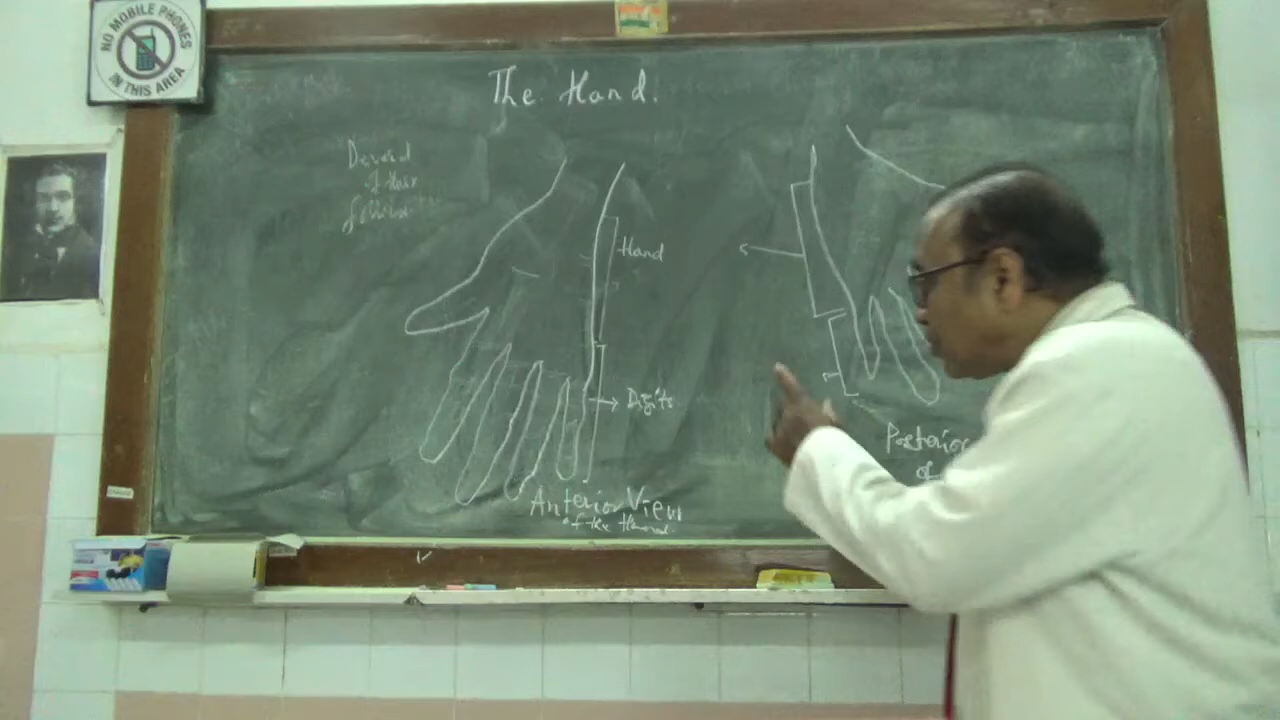 NO MOBILE PHONES
IN THIS AREA
The Hand.
Devoid
of Hair
Hand
Digits
Anterior View
of the Hand
Posterior
of